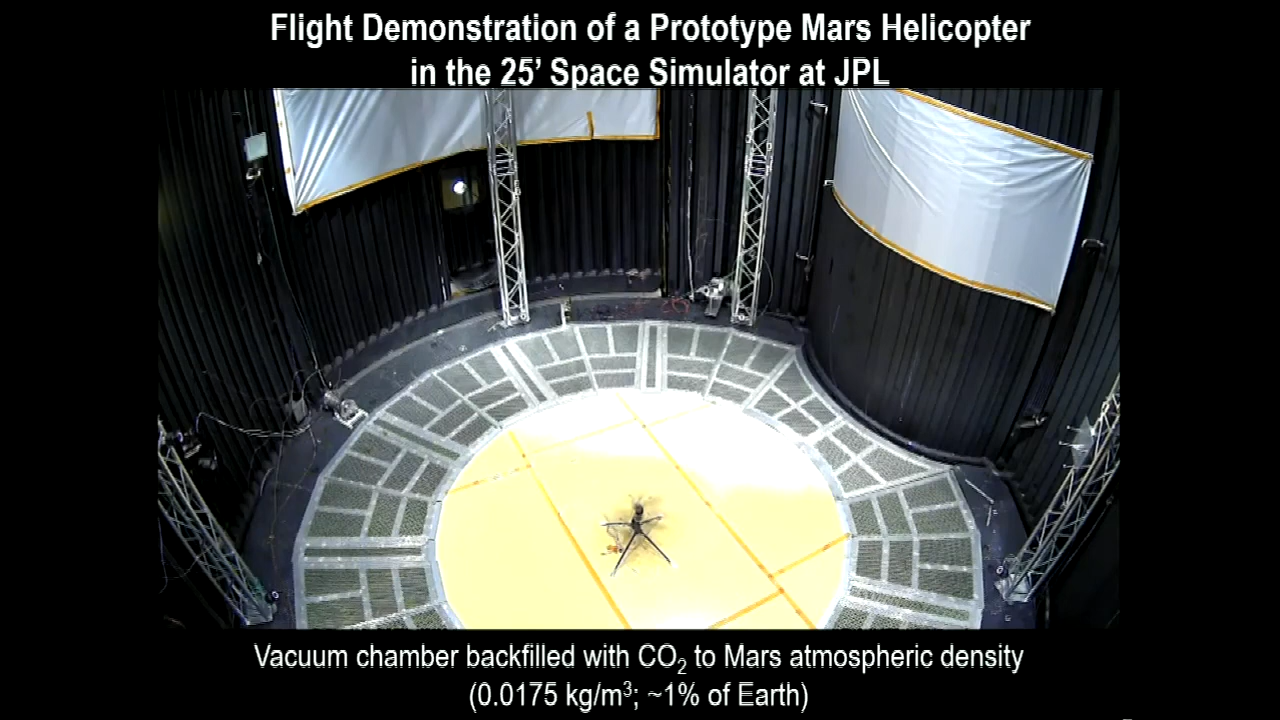 Flight Demonstration of a Prototype Mars Helicopter
in the 25’ Space Simulator at JPL
Vacuum chamber backfilled with CO₂ to Mars atmospheric density
(0.0175 kg/m³; ~1% of Earth)